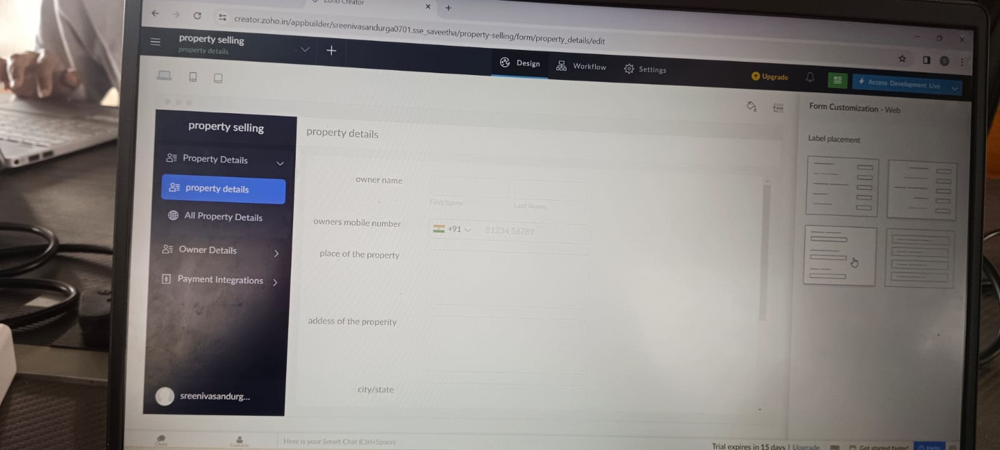 Zoho Creator
creator.zoho.in/appbuilder/sreenivasandurga0701.sse_saveetha/property-selling/form/property_details/edit
property selling
property details
Design
Workflow
Settings
Upgrade
Access Development Live
Form Customization - Web
Label placement
property selling
Property Details
property details
All Property Details
Owner Details
Payment Integrations
sreenivasandurg...
property details
owner name
First Name
Last Name
owners mobile number
+91
81234 56789
place of the property
addess of the properity
city/state
Chats
Contacts
Here is your Smart Chat (Ctrl+Space)
Trial expires in 15 days | Upgrade
Get started faster!
Help